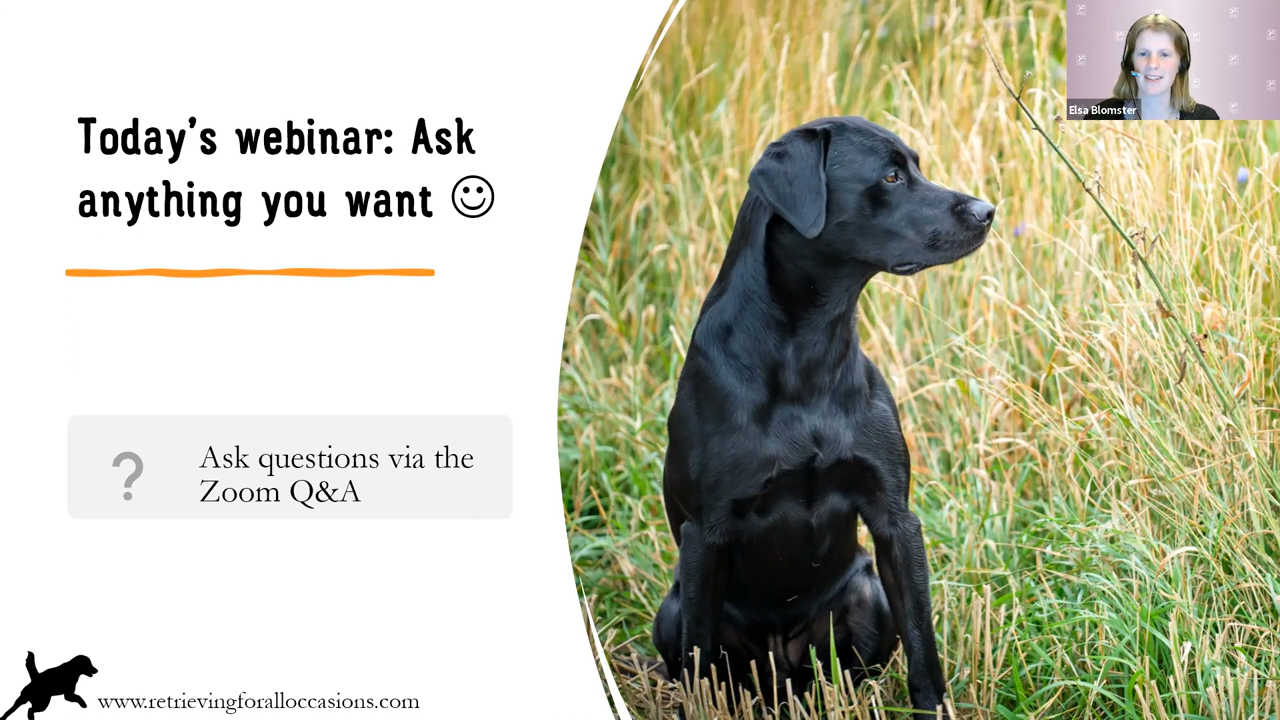 Today's webinar: Ask
anything you want ☺
?
Ask questions via the
Zoom Q&A
www.retrievingforalloccasions.com
Elsa Blomster